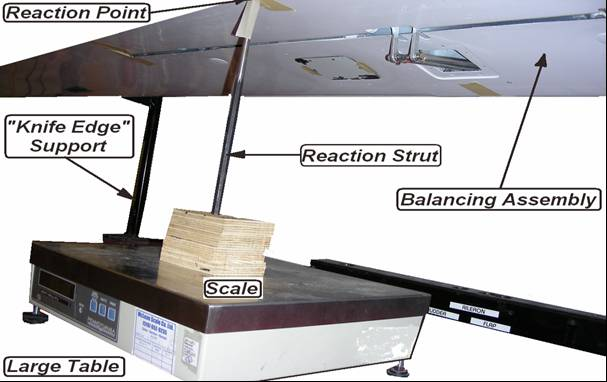 Reaction Point
"Knife Edge"
Support
Reaction Strut
Balancing Assembly
Scale
AILERON
FLAP
Large Table